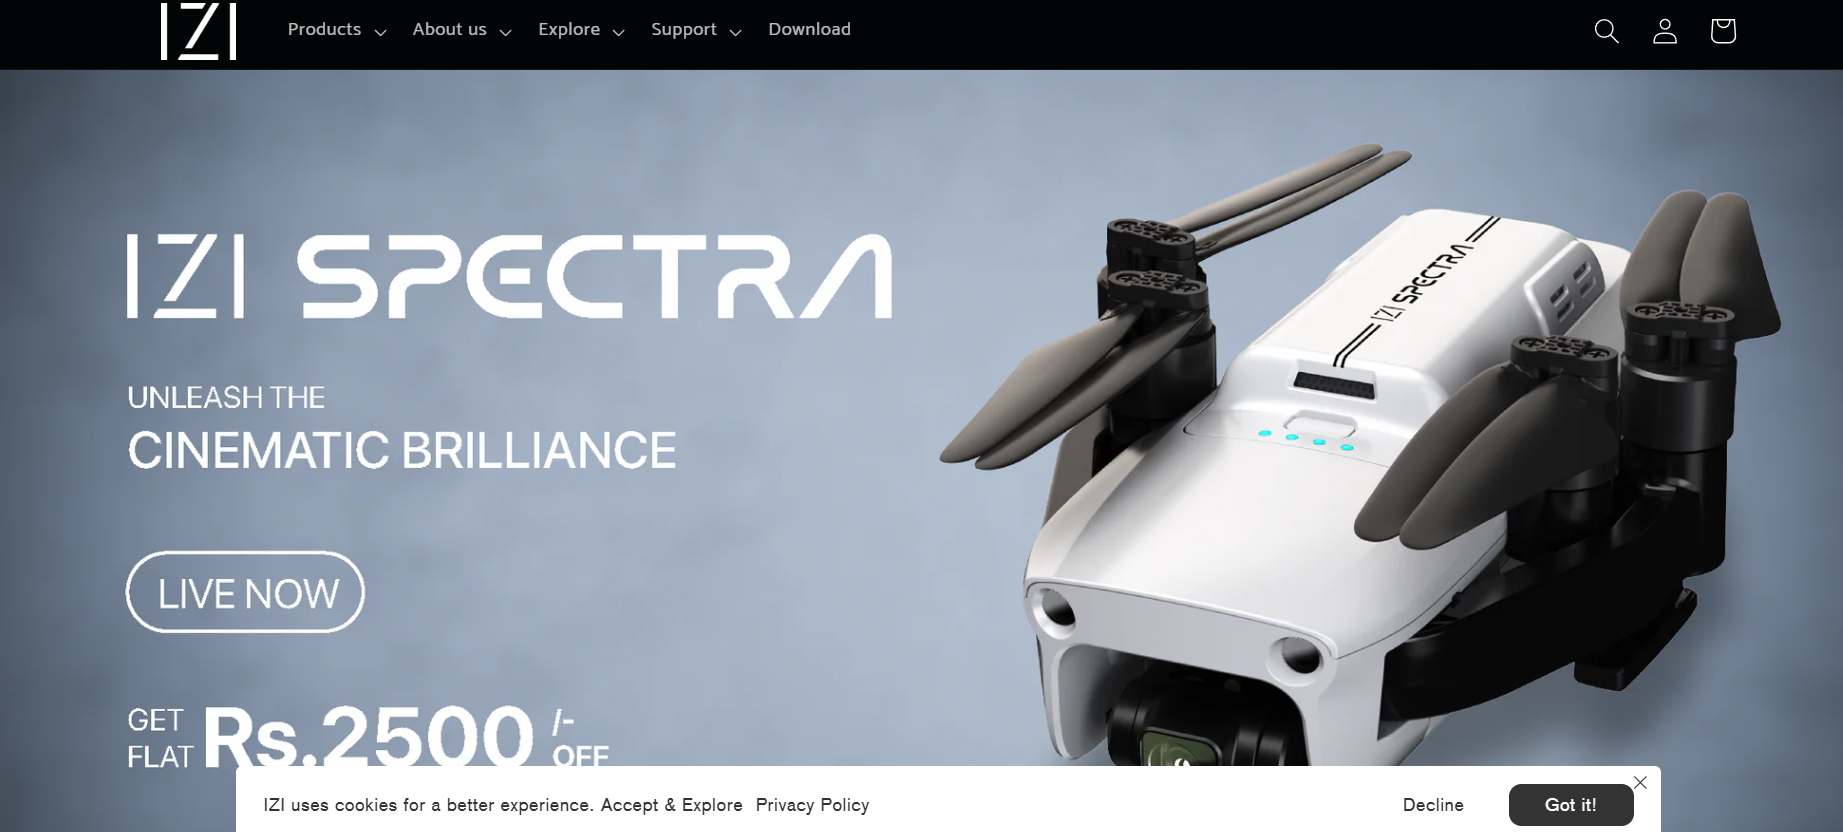 IZI
Products About us Explore Support Download
IZI SPECTRA
IZI SPECTRA
UNLEASH THE
CINEMATIC BRILLIANCE
LIVE NOW
GET
FLAT Rs.2500 /-
OFF
IZI uses cookies for a better experience. Accept & Explore Privacy Policy Decline Got it!